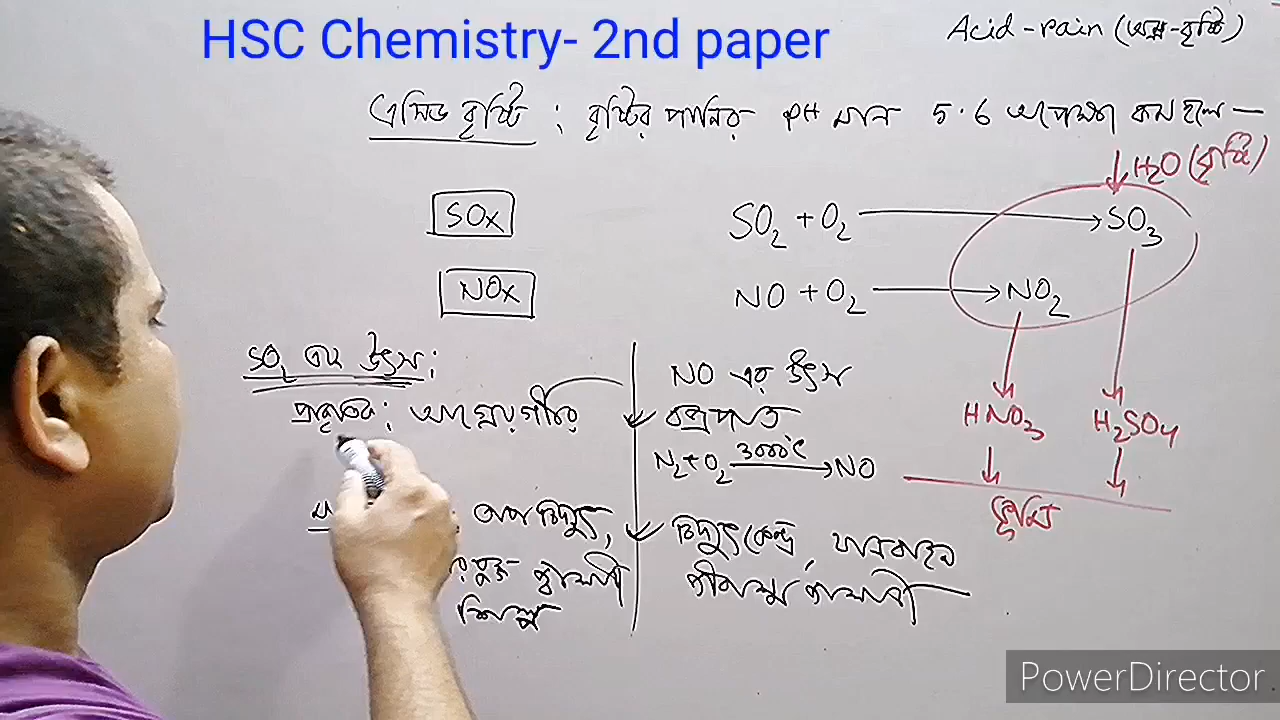 HSC Chemistry- 2nd paper
Acid-rain (অম্ল-বৃষ্টি)
এসিড বৃষ্টি : বৃষ্টির পানির pH মান 5.6 অপেক্ষা কম হলে —
H2O (বৃষ্টি)
SOx
SO2 + O2 → SO3
NOx
NO + O2 → NO2
SO2 এর উৎস :
প্রাকৃতিক : আগ্নেয়গিরি
তাপ বিদ্যুৎ,
শিল্প
NO এর উৎস
বজ্রপাত
N2+O2 3000°C → NO
বিদ্যুৎ কেন্দ্র, যানবাহন
HNO3
H2SO4
ভূমি
PowerDirector